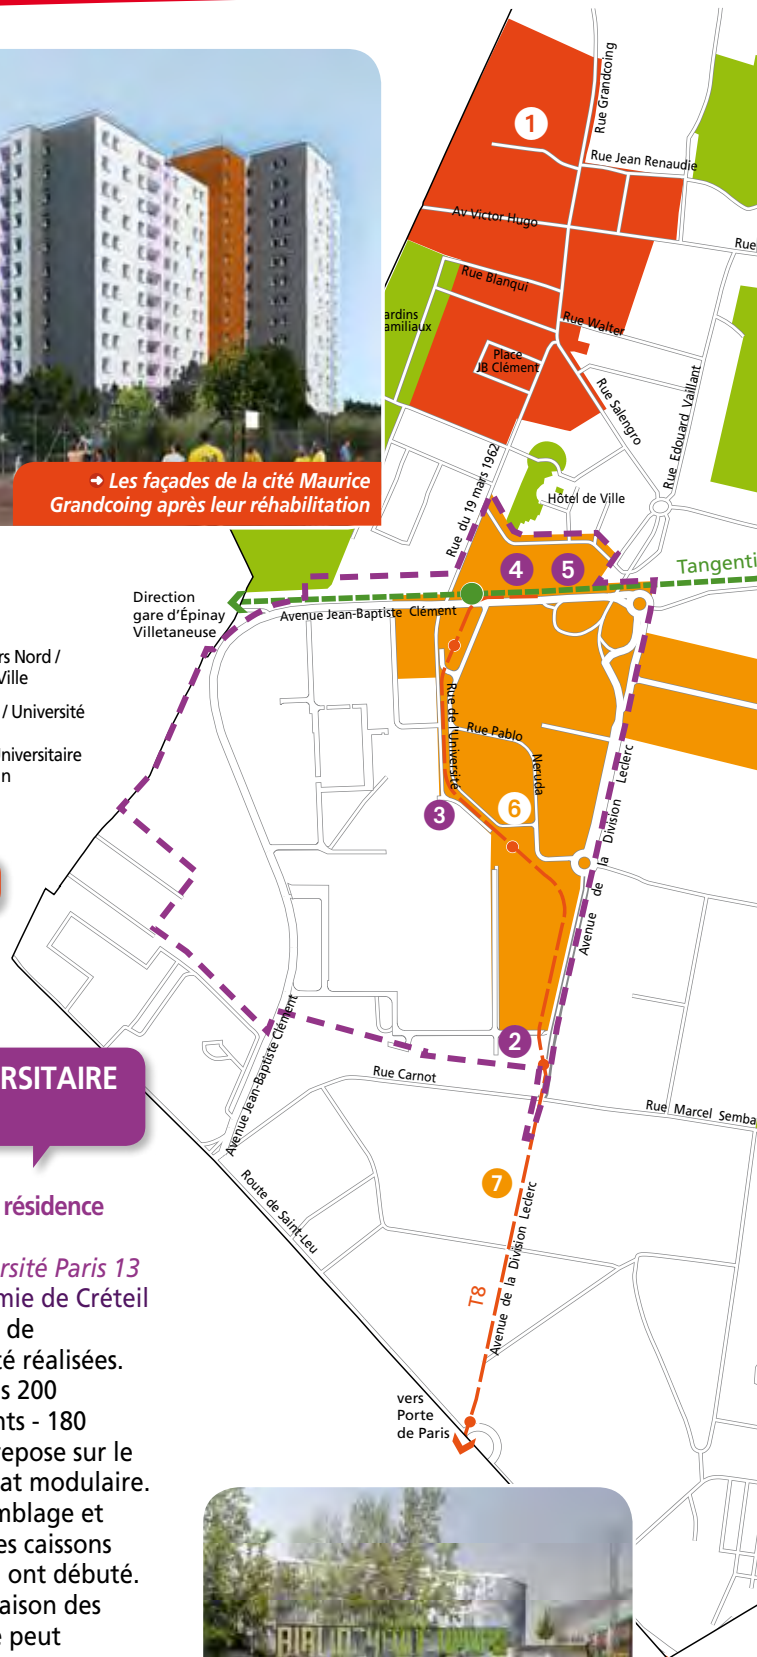 ➜ Les façades de la cité Maurice
Grandcoing après leur réhabilitation
1
Rue Grandcoing
Rue Jean Renaudie
Av Victor Hugo
Rue
Rue Blanqui
ardins
amiliaux
Rue Walter
Place
JB Clément
Rue Salengro
Rue Edouard Vaillant
Rue du 19 mars 1962
Hôtel de Ville
4
5
Tangenti
Direction
gare d'Épinay
Villetaneuse
Avenue Jean-Baptiste Clément
rs Nord /
Ville
/ Université
Universitaire
n
Rue de l'Université
Rue Pablo
Neruda
3
6
Avenue de la Division Leclerc
2
Avenue Jean-Baptiste Clément
Rue Carnot
Rue Marcel Semba
Route de Saint-Leu
7
Avenue de la Division Leclerc
T8
vers
Porte
de Paris
RSITAIRE
résidence
rsité Paris 13
mie de Créteil
de
té réalisées.
s 200
nts - 180
repose sur le
at modulaire.
mblage et
es caissons
ont débuté.
aison des
e peut